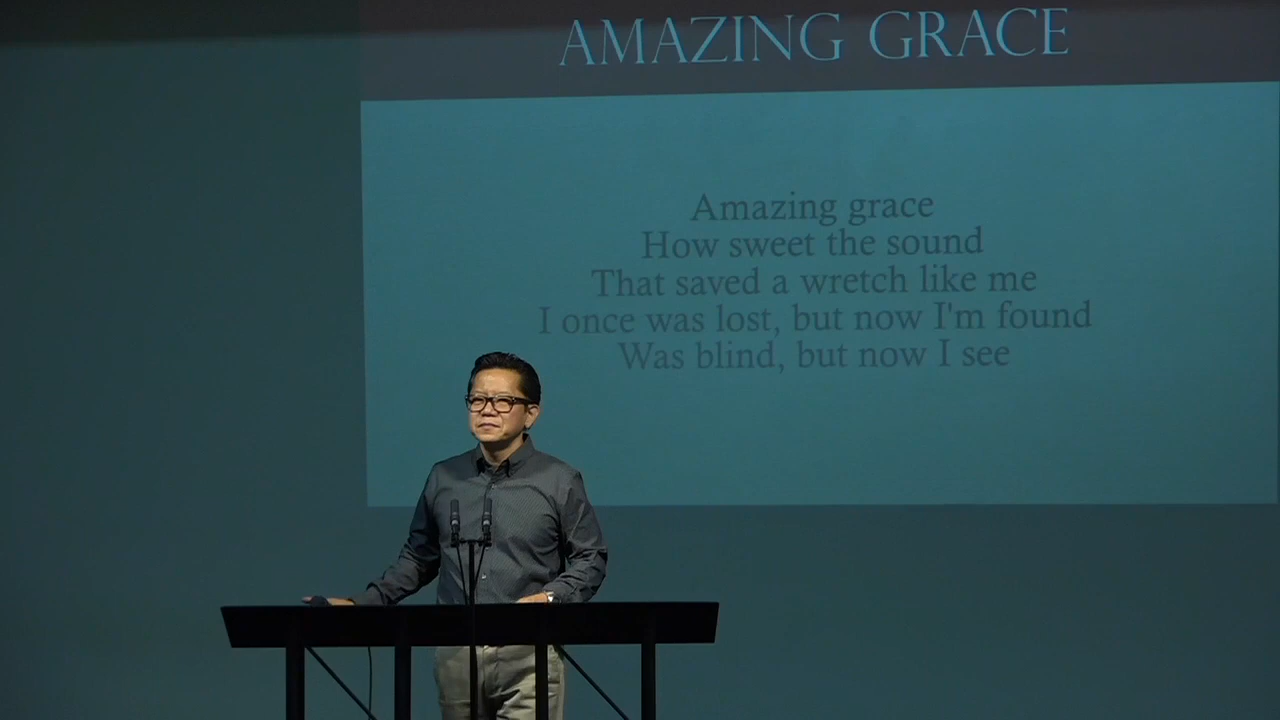 AMAZING GRACE
Amazing grace
How sweet the sound
That saved a wretch like me
I once was lost, but now I'm found
Was blind, but now I see